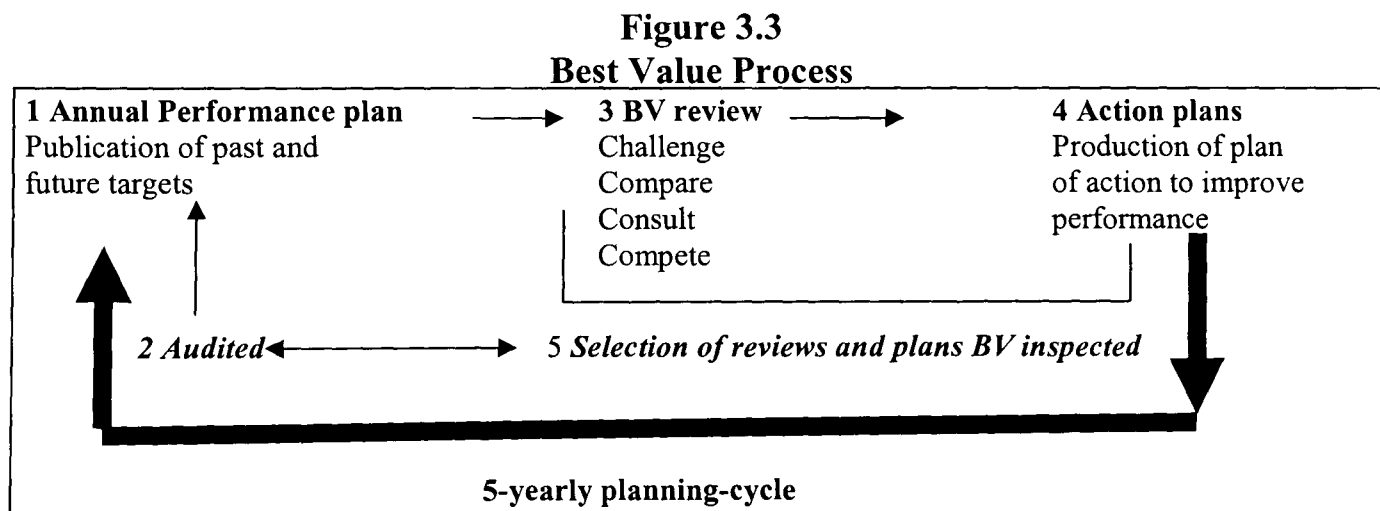 Figure 3.3
Best Value Process
1 Annual Performance plan
Publication of past and
future targets
3 BV review
Challenge
Compare
Consult
Compete
4 Action plans
Production of plan
of action to improve
performance
2 Audited
5 Selection of reviews and plans BV inspected
5-yearly planning-cycle